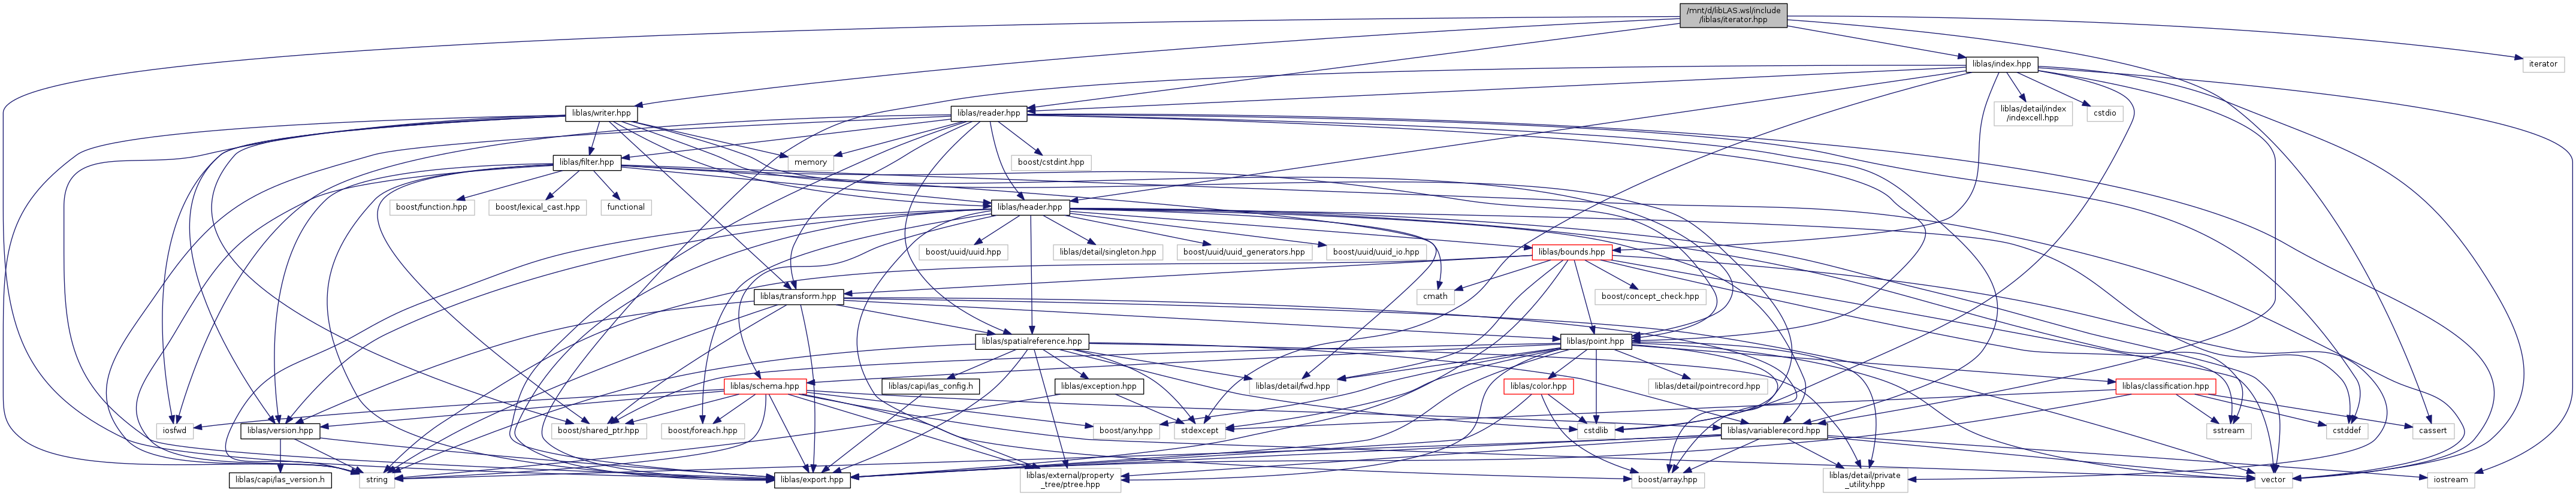 /mnt/d/libLAS.wsl/include
/liblas/iterator.hpp
liblas/index.hpp
iterator
liblas/writer.hpp
liblas/reader.hpp
liblas/detail/index
/indexcell.hpp
cstdio
liblas/filter.hpp
memory
boost/cstdint.hpp
boost/function.hpp
boost/lexical_cast.hpp
functional
liblas/header.hpp
boost/uuid/uuid.hpp
liblas/detail/singleton.hpp
boost/uuid/uuid_generators.hpp
boost/uuid/uuid_io.hpp
liblas/bounds.hpp
liblas/transform.hpp
cmath
boost/concept_check.hpp
liblas/spatialreference.hpp
liblas/point.hpp
liblas/schema.hpp
liblas/capi/las_config.h
liblas/exception.hpp
liblas/detail/fwd.hpp
liblas/color.hpp
liblas/detail/pointrecord.hpp
liblas/classification.hpp
iosfwd
liblas/version.hpp
boost/shared_ptr.hpp
boost/foreach.hpp
boost/any.hpp
stdexcept
cstdlib
liblas/variablerecord.hpp
sstream
cstddef
cassert
liblas/capi/las_version.h
string
liblas/export.hpp
liblas/external/property
_tree/ptree.hpp
boost/array.hpp
liblas/detail/private
_utility.hpp
vector
iostream